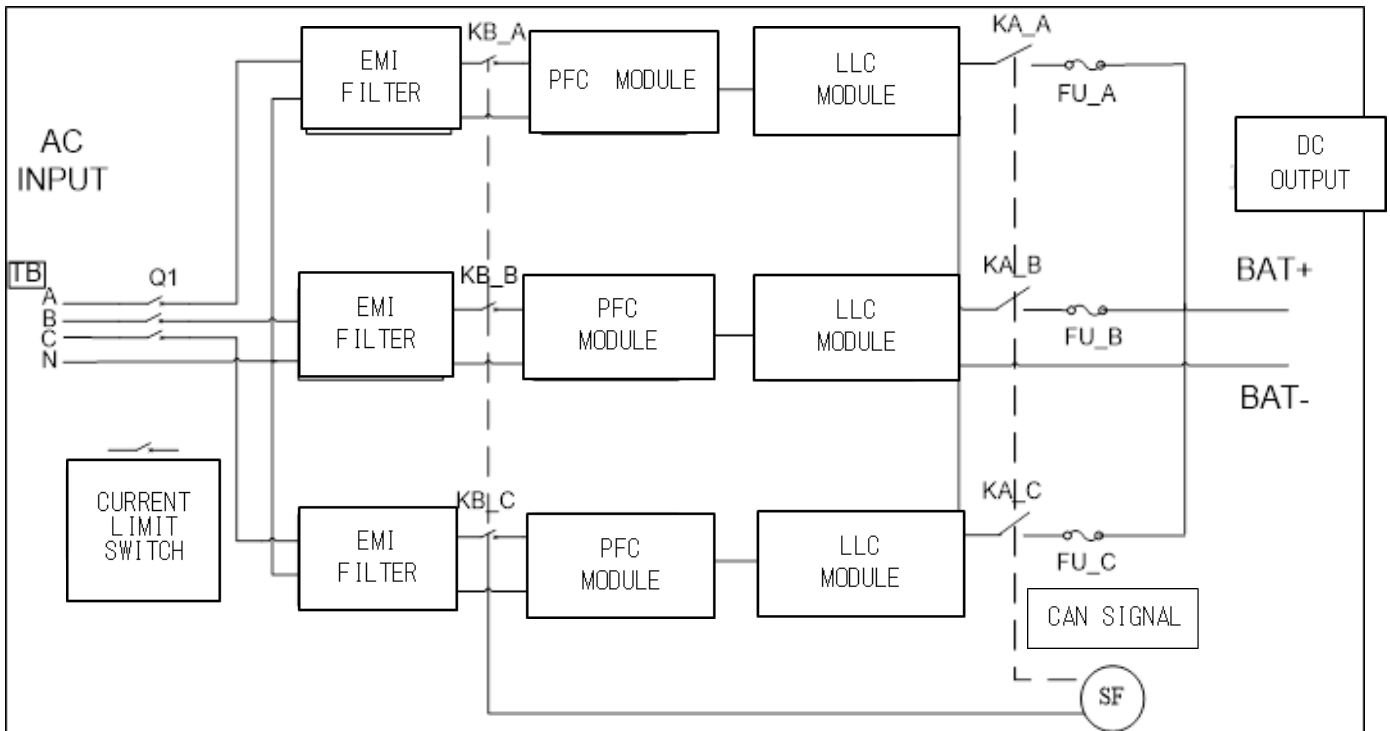 KB_A
KA_A
EMI
FILTER
PFC MODULE
LLC
MODULE
FU_A
AC
INPUT
DC
OUTPUT
TB
Q1
A
B
C
N
EMI
FILTER
KB_B
PFC
MODULE
LLC
MODULE
KA_B
FU_B
BAT+
BAT-
CURRENT
LIMIT
SWITCH
EMI
FILTER
KB_C
PFC
MODULE
LLC
MODULE
KA_C
FU_C
CAN SIGNAL
SF